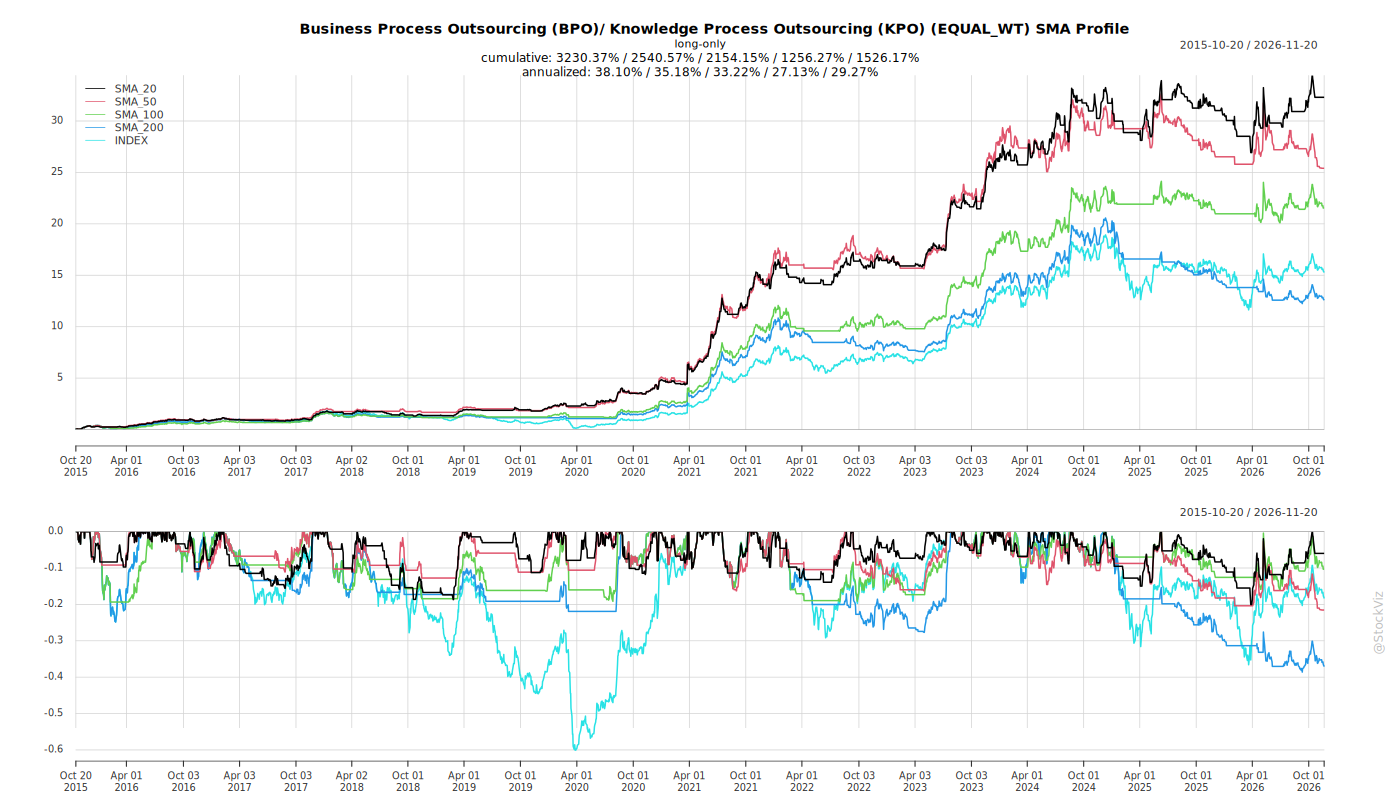 Business Process Outsourcing (BPO)/ Knowledge Process Outsourcing (KPO) (EQUAL_WT) SMA Profile
long-only
2015-10-20 / 2026-11-20
cumulative: 3230.37% / 2540.57% / 2154.15% / 1256.27% / 1526.17%
annualized: 38.10% / 35.18% / 33.22% / 27.13% / 29.27%
SMA_20
SMA_50
SMA_100
SMA_200
INDEX
30
25
20
15
10
5
Oct 20 Apr 01 Oct 03 Apr 03 Oct 03 Apr 02 Oct 01 Apr 01 Oct 01 Apr 01 Oct 01 Apr 01 Oct 01 Apr 01 Oct 03 Apr 03 Oct 03 Apr 01 Oct 01 Apr 01 Oct 01 Apr 01 Oct 01
2015 2016 2016 2017 2017 2018 2018 2019 2019 2020 2020 2021 2021 2022 2022 2023 2023 2024 2024 2025 2025 2026 2026
2015-10-20 / 2026-11-20
0.0
-0.1
-0.2
-0.3
-0.4
-0.5
-0.6
Oct 20 Apr 01 Oct 03 Apr 03 Oct 03 Apr 02 Oct 01 Apr 01 Oct 01 Apr 01 Oct 01 Apr 01 Oct 01 Apr 01 Oct 03 Apr 03 Oct 03 Apr 01 Oct 01 Apr 01 Oct 01 Apr 01 Oct 01
2015 2016 2016 2017 2017 2018 2018 2019 2019 2020 2020 2021 2021 2022 2022 2023 2023 2024 2024 2025 2025 2026 2026
@StockViz